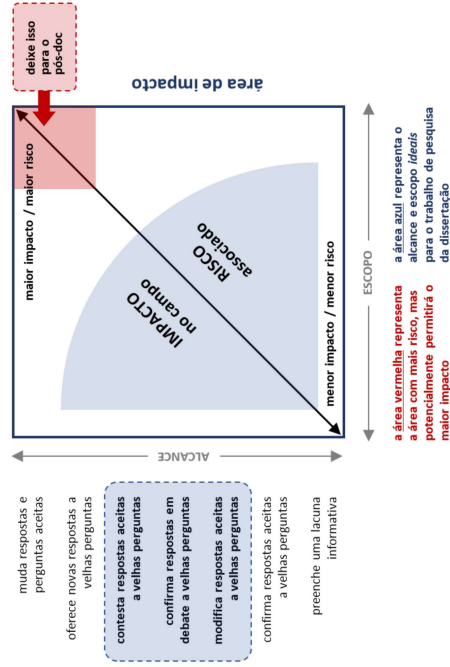 muda respostas e
perguntas aceitas
oferece novas respostas a
velhas perguntas
contesta respostas aceitas
a velhas perguntas
confirma respostas em
debate a velhas perguntas
modifica respostas aceitas
a velhas perguntas
confirma respostas aceitas
a velhas perguntas
preenche uma lacuna
informativa
ALCANCE
maior impacto / maior risco
IMPACTO
no campo
RISCO
associado
menor impacto / menor risco
deixe isso
para o
pós-doc
área de impacto
ESCOPO
a área vermelha representa
a área com mais risco, mas
potencialmente permitirá o
maior impacto
a área azul representa o
alcance e escopo ideais
para o trabalho de pesquisa
da dissertação